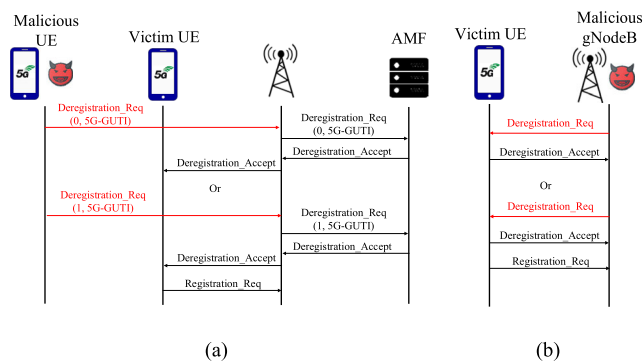 Malicious
UE
Victim UE
AMF
5G
5G
Deregistration_Req
(0, 5G-GUTI)
Deregistration_Req
(0, 5G-GUTI)
Deregistration_Accept
Deregistration_Accept
Or
Deregistration_Req
(1, 5G-GUTI)
Deregistration_Req
(1, 5G-GUTI)
Deregistration_Accept
Deregistration_Accept
Registration_Req
(a)
Victim UE
Malicious
gNodeB
5G
Deregistration_Req
Deregistration_Accept
Or
Deregistration_Req
Deregistration_Accept
Registration_Req
(b)